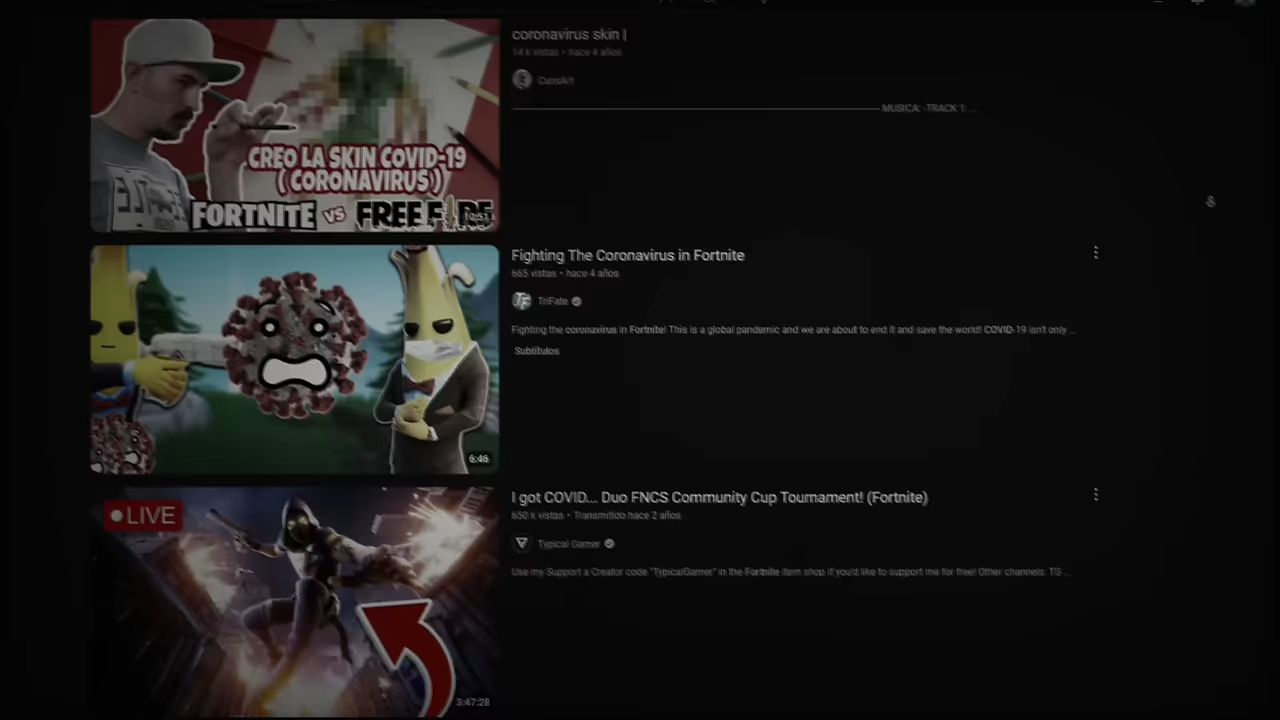 coronavirus skin |
14 k vistas • hace 4 años
CansArt
MUSICA: -TRACK 1: ...
CREO LA SKIN COVID-19
( CORONAVIRUS )
FORTNITE VS FREE FIRE
10:51
Fighting The Coronavirus in Fortnite
665 vistas • hace 4 años
TriFate
Fighting the coronavirus in Fortnite! This is a global pandemic and we are about to end it and save the world! COVID-19 isn't only ...
Subtítulos
6:46
LIVE
I got COVID... Duo FNCS Community Cup Tournament! (Fortnite)
650 k vistas • Transmitido hace 2 años
Typical Gamer
Use my Support a Creator code "TypicalGamer" in the Fortnite item shop if you'd like to support me for free! Other channels: TG ...
3:47:28